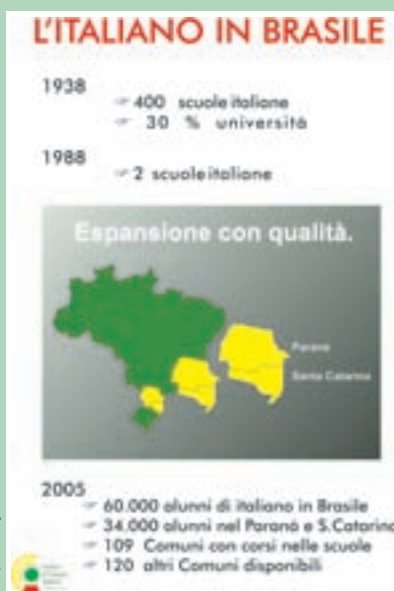 L'ITALIANO IN BRASILE
1938
☞ 400 scuole italiane
☞ 30 % università
1988
☞ 2 scuole italiane
Espansione con qualità.
Paraná
Santa Catarina
2005
☞ 60.000 alunni di italiano in Brasile
☞ 34.000 alunni nel Paraná e S.Catarina
☞ 109 Comuni con corsi nelle scuole
☞ 120 altri Comuni disponibili